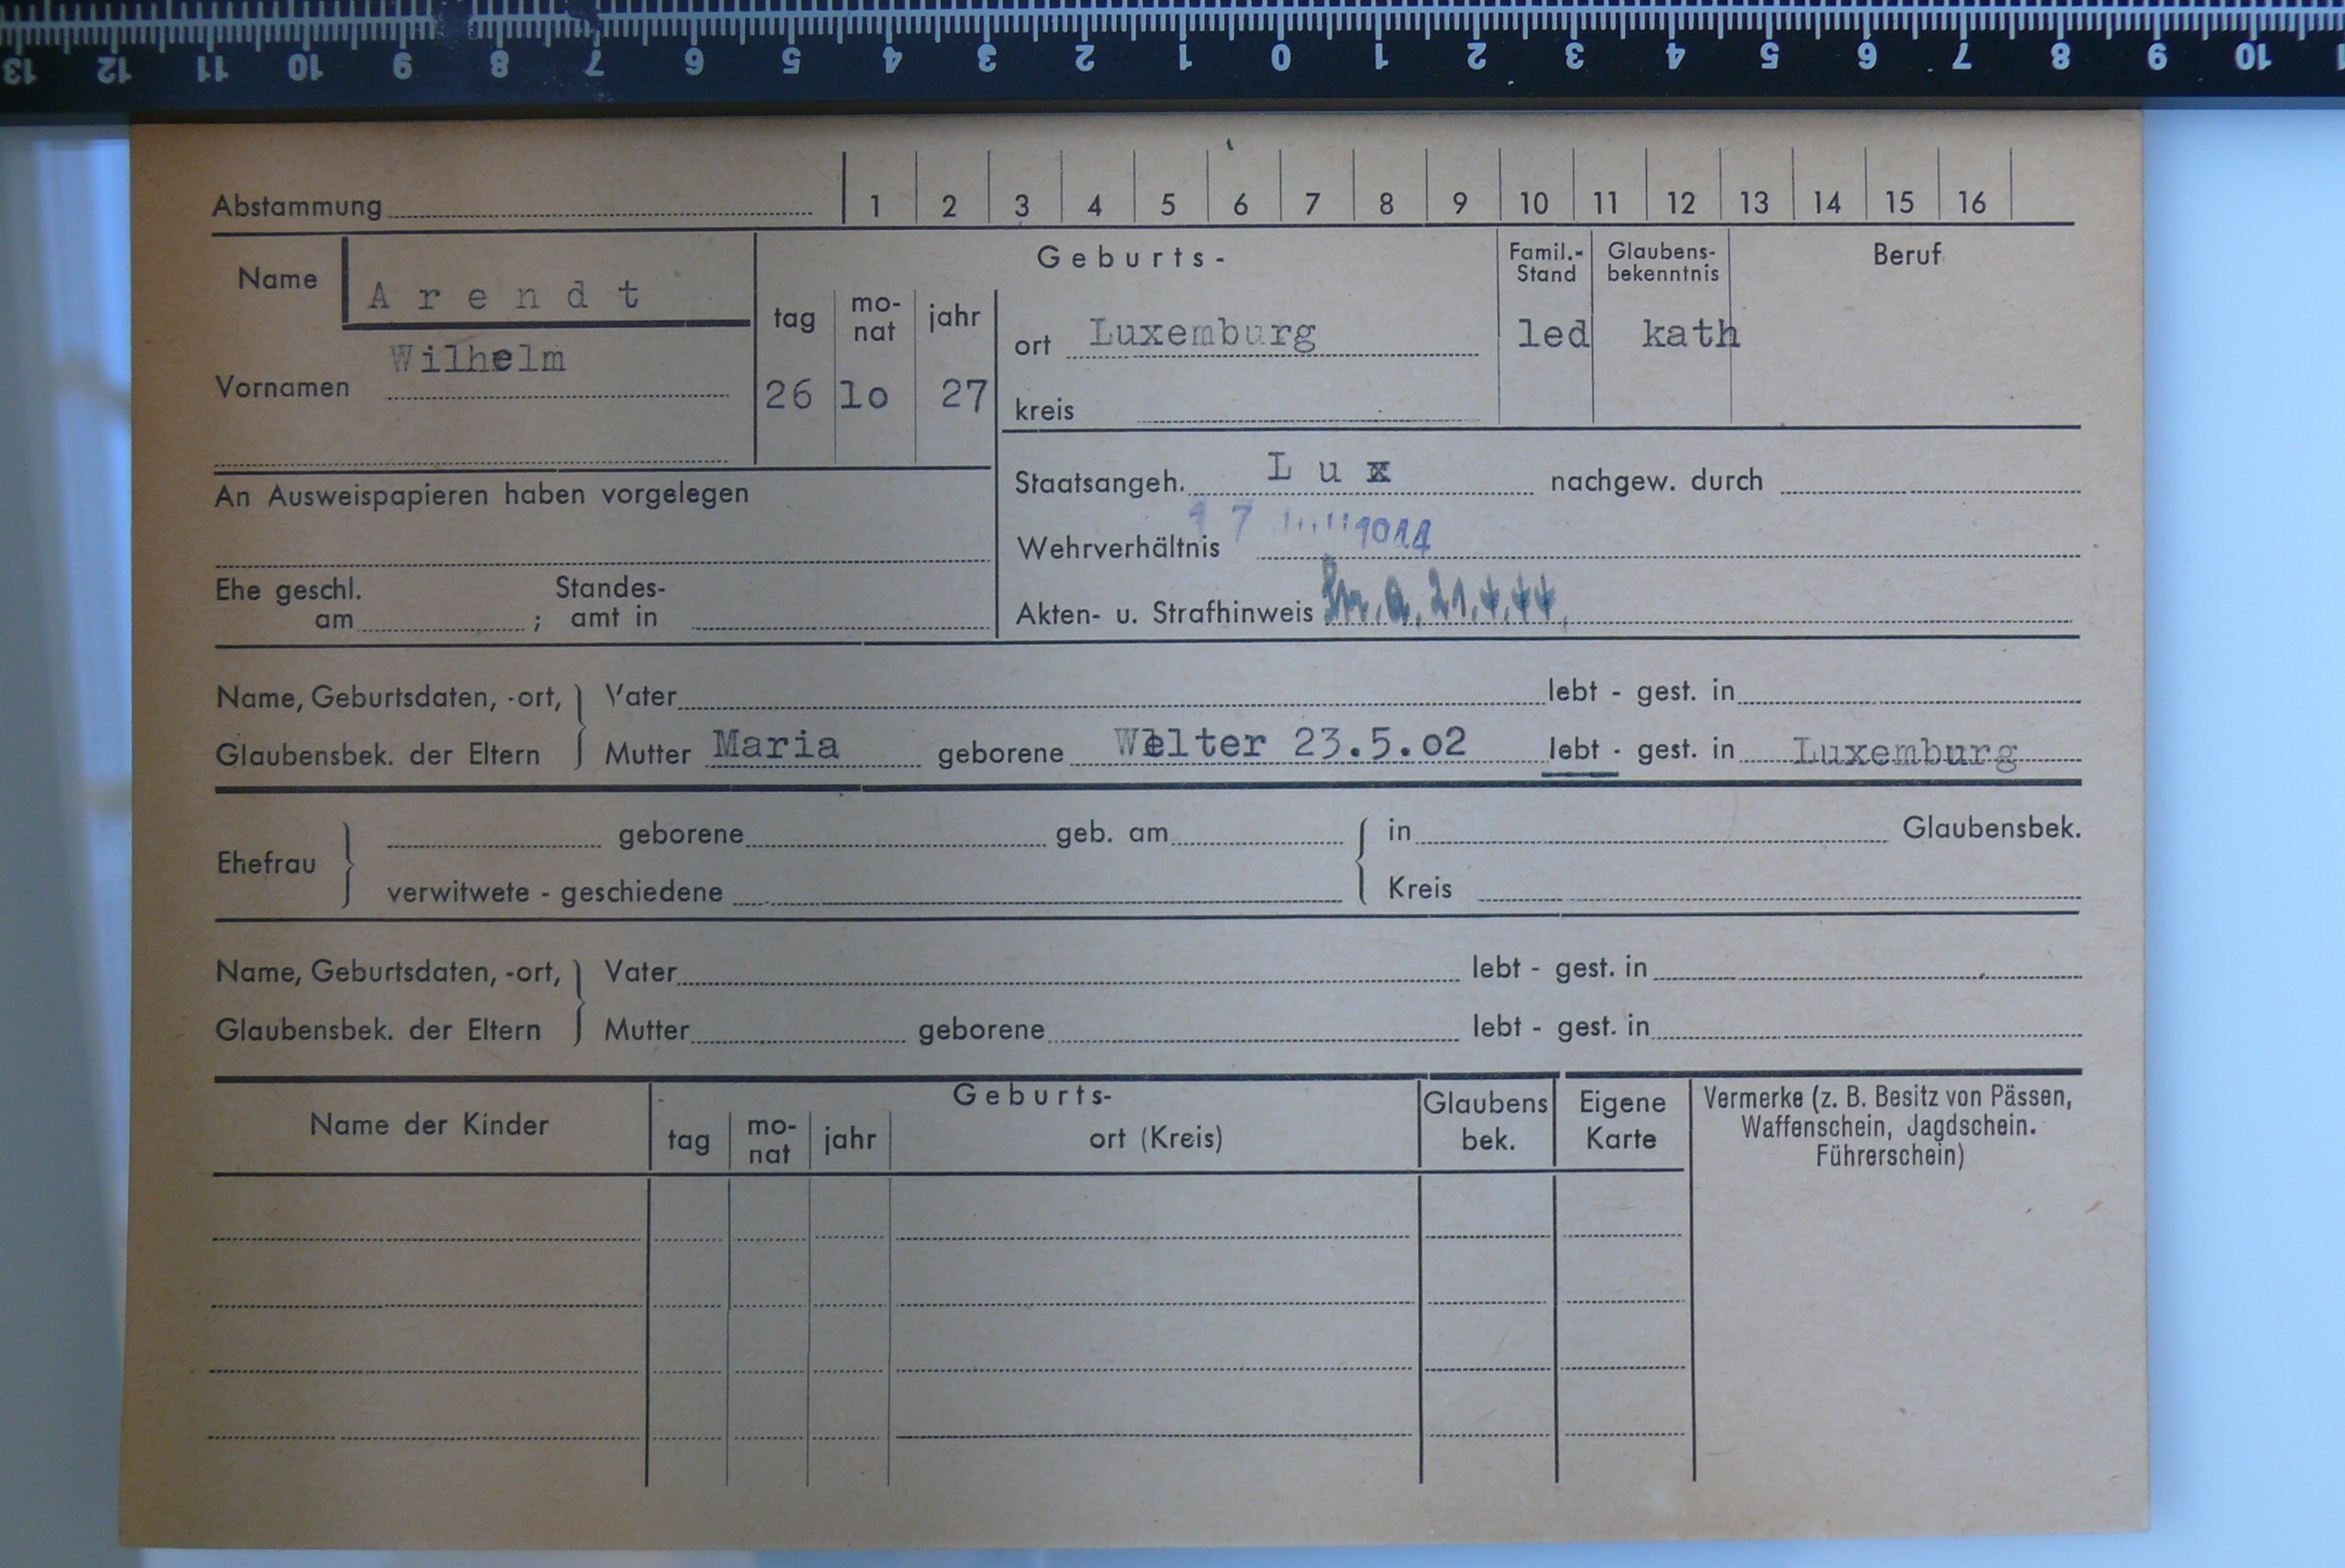 13 12 11 10 9 8 7 6 5 4 3 2 1 0 1 2 3 4 5 6 7 8 9 10 1
Abstammung 1 2 3 4 5 6 7 8 9 10 11 12 13 14 15 16
Name Arendt
Geburts-
Famil.-Stand
Glaubens-bekenntnis
Beruf
tag mo-nat jahr
ort Luxemburg
led kath
Vornamen Wilhelm
26 lo 27
kreis
An Ausweispapieren haben vorgelegen
Staatsangeh. Lux nachgew. durch
Wehrverhältnis
Ehe geschl. Standes-
am ; amt in
Akten- u. Strafhinweis 21.4.44.
Name, Geburtsdaten, -ort, Vater lebt - gest. in
Glaubensbek. der Eltern Mutter Maria geborene Welter 23.5.o2 lebt - gest. in Luxemburg
Ehefrau
geborene geb. am in Glaubensbek.
verwitwete - geschiedene Kreis
Name, Geburtsdaten, -ort, Vater lebt - gest. in
Glaubensbek. der Eltern Mutter geborene lebt - gest. in
Name der Kinder
Geburts-
tag mo-nat jahr ort (Kreis)
Glaubens bek.
Eigene Karte
Vermerke (z. B. Besitz von Pässen,
Waffenschein, Jagdschein.
Führerschein)